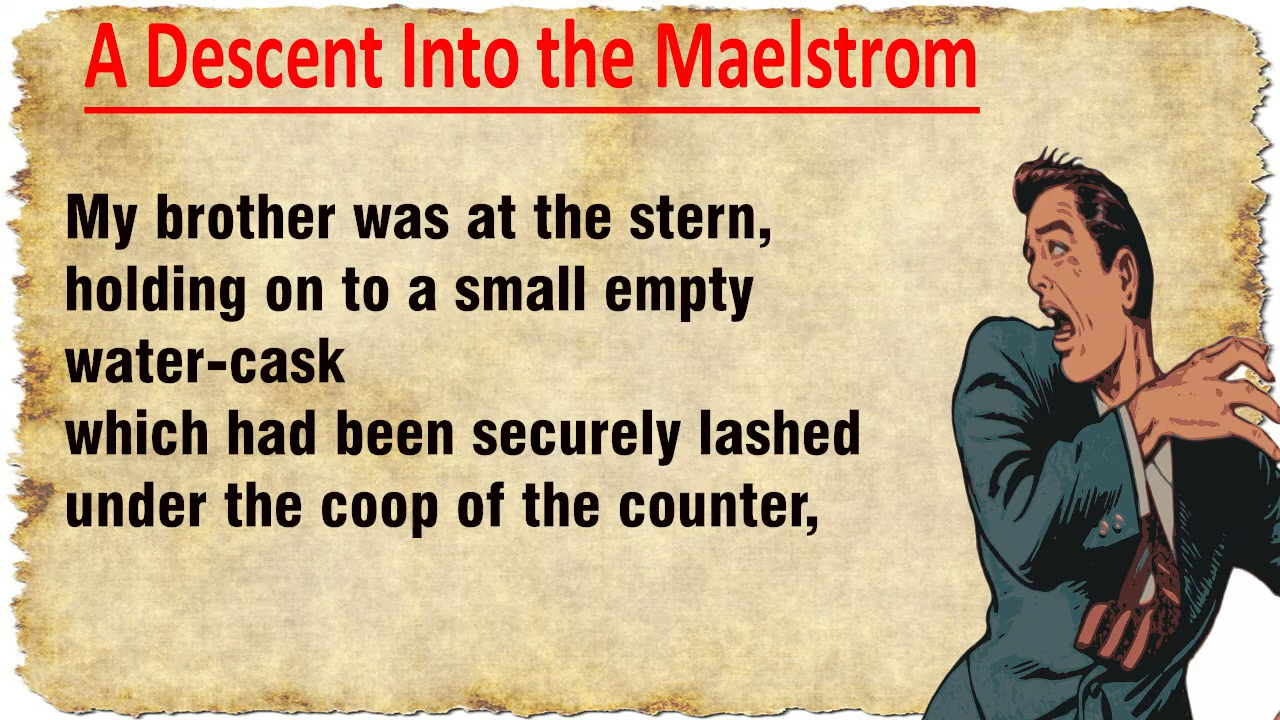 A Descent Into the Maelstrom
My brother was at the stern,
holding on to a small empty
water-cask
which had been securely lashed
under the coop of the counter,